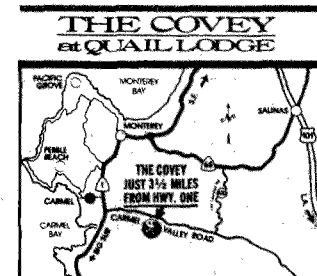 THE COVEY
at QUAIL LODGE
PACIFIC
GROVE
MONTEREY
BAY
S.F.
SALINAS
MONTEREY
101
PEBBLE
BEACH
THE COVEY
JUST 3½ MILES
FROM HWY. ONE
68
1
CARMEL
L.A.
CARMEL
BAY
BIG SUR
CARMEL VALLEY ROAD